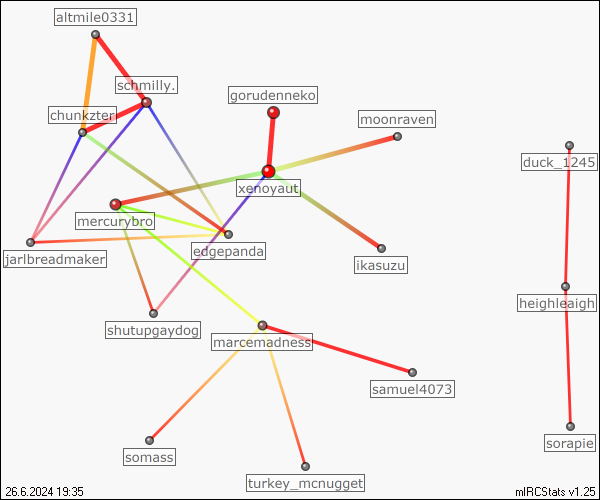 altmile0331
schmilly.
gorudenneko
chunkzter
moonraven
duck_1245
xenoyaut
mercurybro
edgepanda
jarlbreadmaker
ikasuzu
heighleaigh
shutupgaydog
marcemadness
samuel4073
sorapie
somass
turkey_mcnugget
26.6.2024 19:35
mIRCStats v1.25